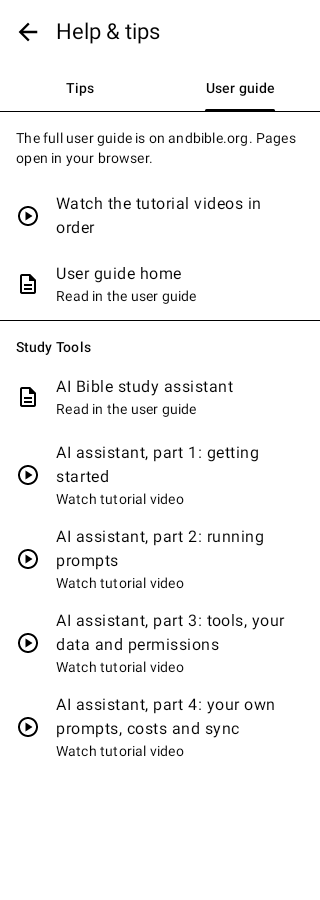 Help & tips
Tips
User guide
The full user guide is on andbible.org. Pages
open in your browser.
Watch the tutorial videos in
order
User guide home
Read in the user guide
Study Tools
AI Bible study assistant
Read in the user guide
AI assistant, part 1: getting
started
Watch tutorial video
AI assistant, part 2: running
prompts
Watch tutorial video
AI assistant, part 3: tools, your
data and permissions
Watch tutorial video
AI assistant, part 4: your own
prompts, costs and sync
Watch tutorial video